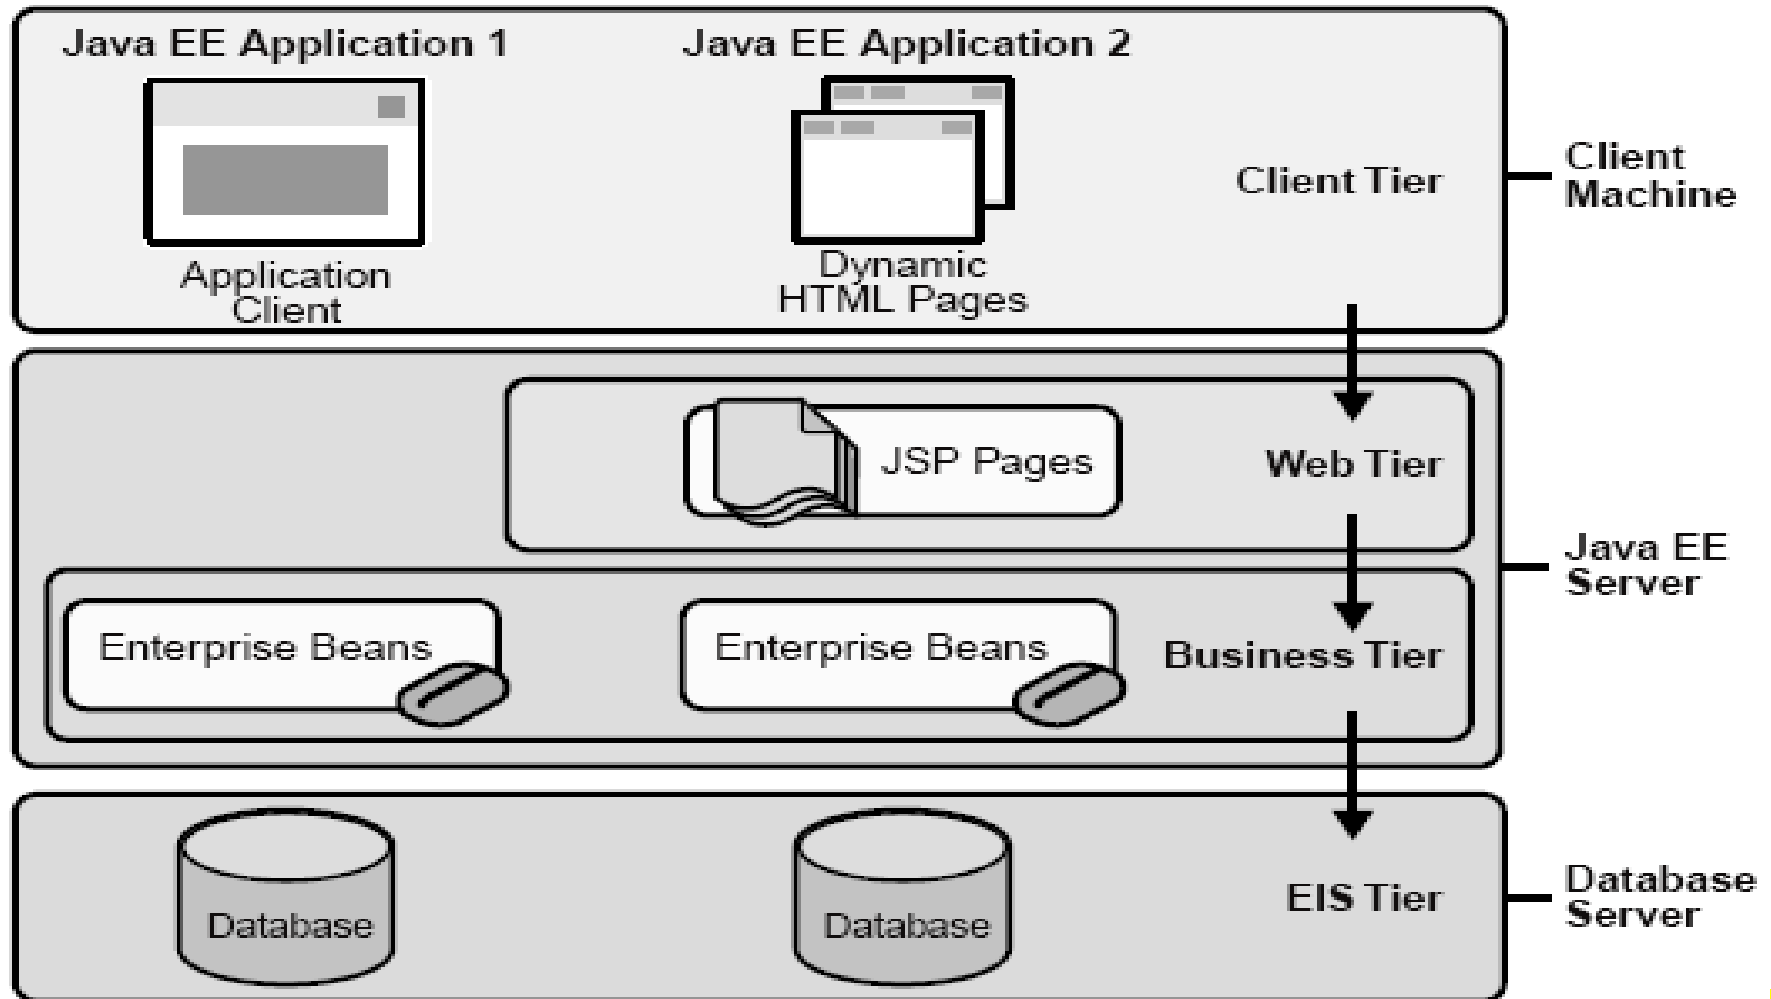 Java EE Application 1
Java EE Application 2
Application
Client
Dynamic
HTML Pages
Client Tier
Client
Machine
JSP Pages
Web Tier
Java EE
Server
Enterprise Beans
Enterprise Beans
Business Tier
Database
Database
EIS Tier
Database
Server